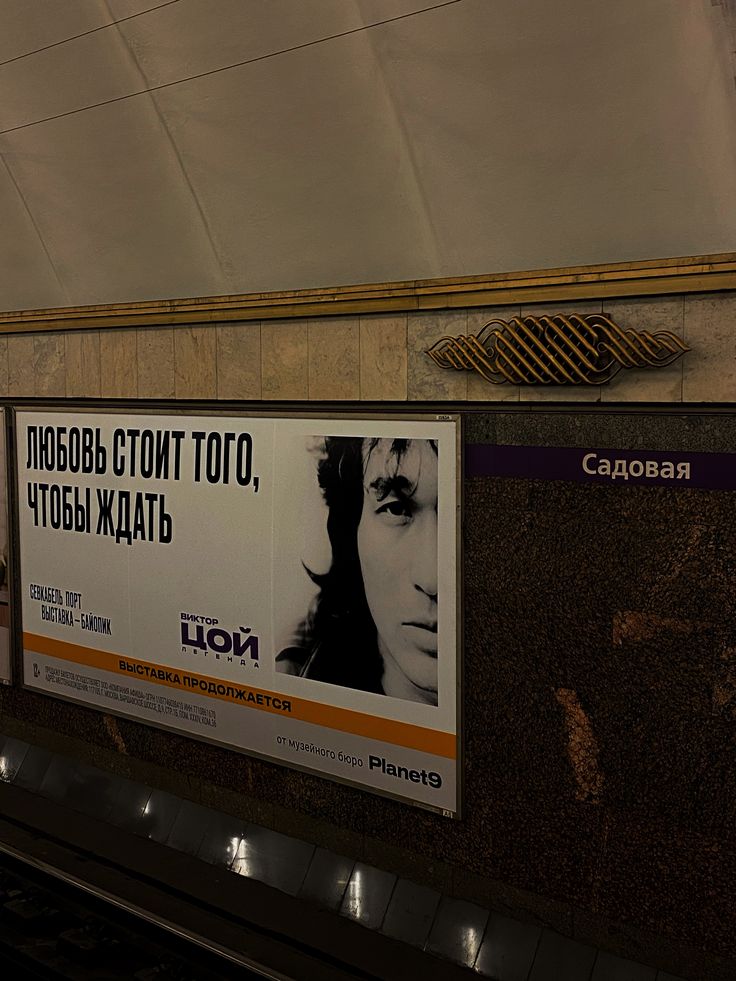 ЛЮБОВЬ СТОИТ ТОГО,
ЧТОБЫ ЖДАТЬ
СЕВКАБЕЛЬ ПОРТ
ВЫСТАВКА – БАЙОПИК
ВИКТОР
ЦОЙ
ЛЕГЕНДА
ВЫСТАВКА ПРОДОЛЖАЕТСЯ
12+
от музейного бюро Planet9
Садовая